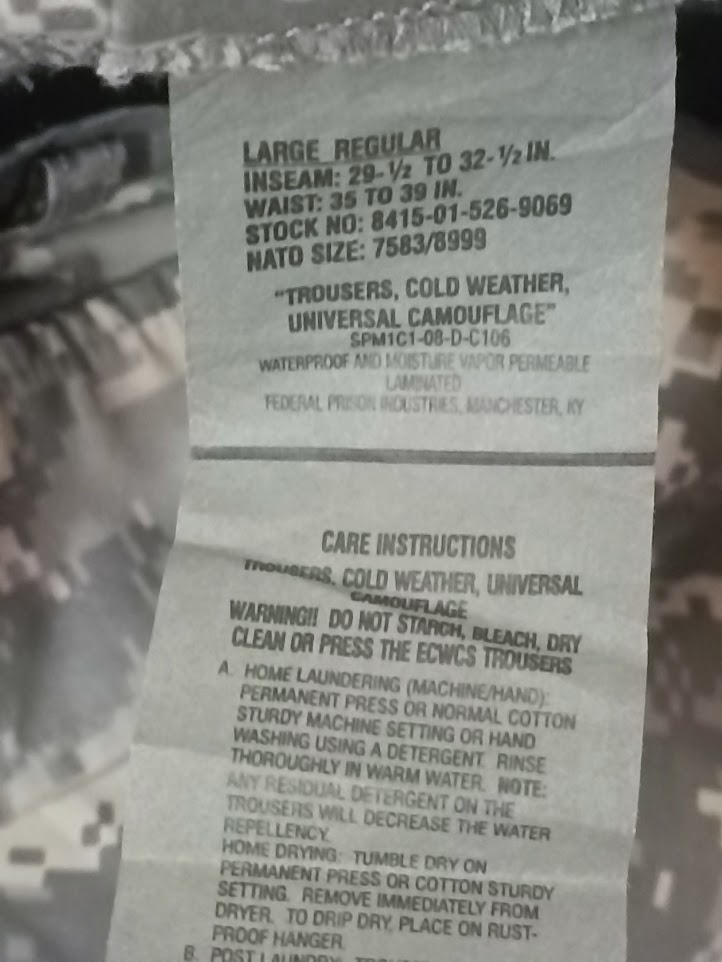 LARGE REGULAR
INSEAM: 29-1/2 TO 32-1/2 IN.
WAIST: 35 TO 39 IN.
STOCK NO: 8415-01-526-9069
NATO SIZE: 7583/8999
"TROUSERS, COLD WEATHER,
UNIVERSAL CAMOUFLAGE"
SPM1C1-08-D-C106
WATERPROOF AND MOISTURE VAPOR PERMEABLE
LAMINATED
FEDERAL PRISON INDUSTRIES, MANCHESTER, KY
CARE INSTRUCTIONS
TROUSERS, COLD WEATHER, UNIVERSAL
CAMOUFLAGE
WARNING!! DO NOT STARCH, BLEACH, DRY
CLEAN OR PRESS THE ECWCS TROUSERS
A. HOME LAUNDERING (MACHINE/HAND):
PERMANENT PRESS OR NORMAL COTTON
STURDY MACHINE SETTING OR HAND
WASHING USING A DETERGENT. RINSE
THOROUGHLY IN WARM WATER. NOTE:
ANY RESIDUAL DETERGENT ON THE
TROUSERS WILL DECREASE THE WATER
REPELLENCY.
HOME DRYING: TUMBLE DRY ON
PERMANENT PRESS OR COTTON STURDY
SETTING. REMOVE IMMEDIATELY FROM
DRYER. TO DRIP DRY, PLACE ON RUST-
PROOF HANGER.
B. POST LAUNDRY: